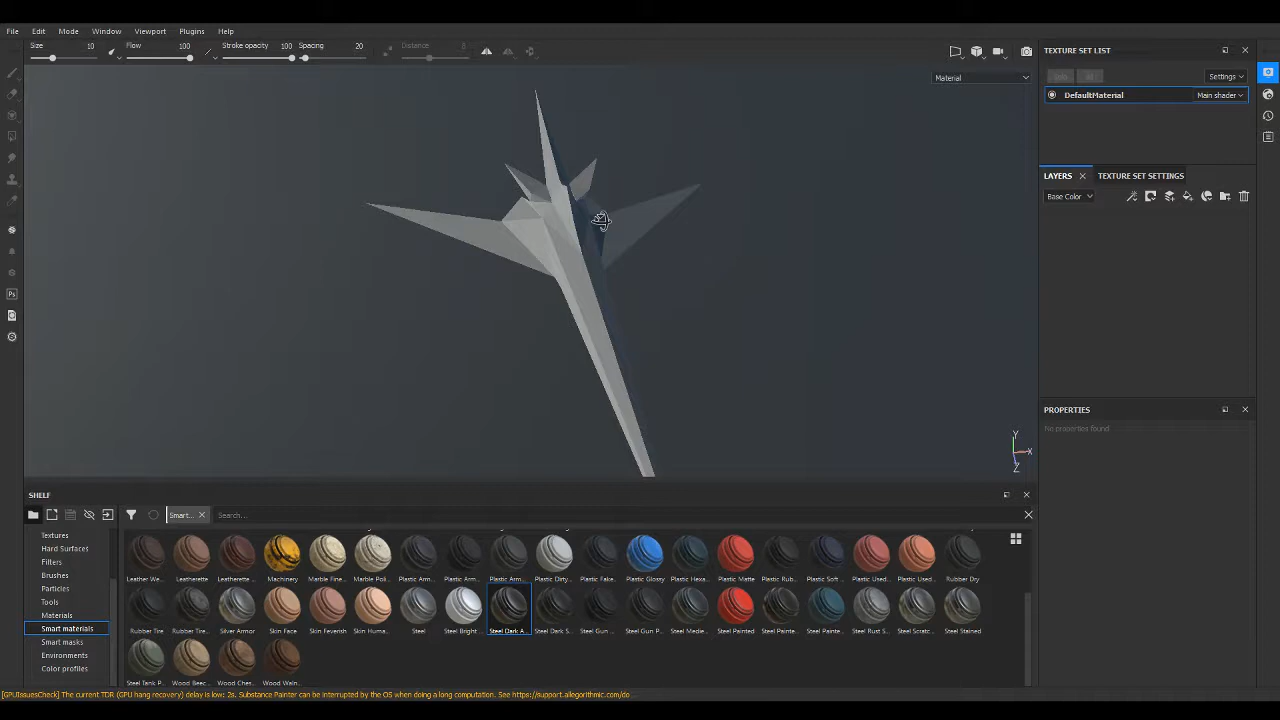 File Edit Mode Window Viewport Plugins Help
Size 10 Flow 100 Stroke opacity 100 Spacing 20 Distance 8
Material
TEXTURE SET LIST
Settings
DefaultMaterial Main shader
LAYERS TEXTURE SET SETTINGS
Base Color
PROPERTIES
No properties found
Y
X
Z
SHELF
Smart... Search...
Textures
Hard Surfaces
Filters
Brushes
Particles
Tools
Materials
Smart materials
Smart masks
Environments
Color profiles
Leather We... Leatherette Leatherette ... Machinery Marble Fine... Marble Poli... Plastic Arm... Plastic Arm... Plastic Arm... Plastic Dirty... Plastic Fake... Plastic Glossy Plastic Hexa... Plastic Matte Plastic Rub... Plastic Soft ... Plastic Used... Plastic Used... Rubber Dry
Rubber Tire Rubber Tire... Silver Armor Skin Face Skin Feverish Skin Huma... Steel Steel Bright ... Steel Dark A... Steel Dark S... Steel Gun ... Steel Gun P... Steel Medie... Steel Painted Steel Painte... Steel Painte... Steel Rust S... Steel Scratc... Steel Stained
Steel Tank P... Wood Beec... Wood Ches... Wood Waln...
[GPUIssuesCheck] The current TDR (GPU hang recovery) delay is low: 2s. Substance Painter can be interrupted by the OS when doing a long computation. See https://support.allegorithmic.com/do